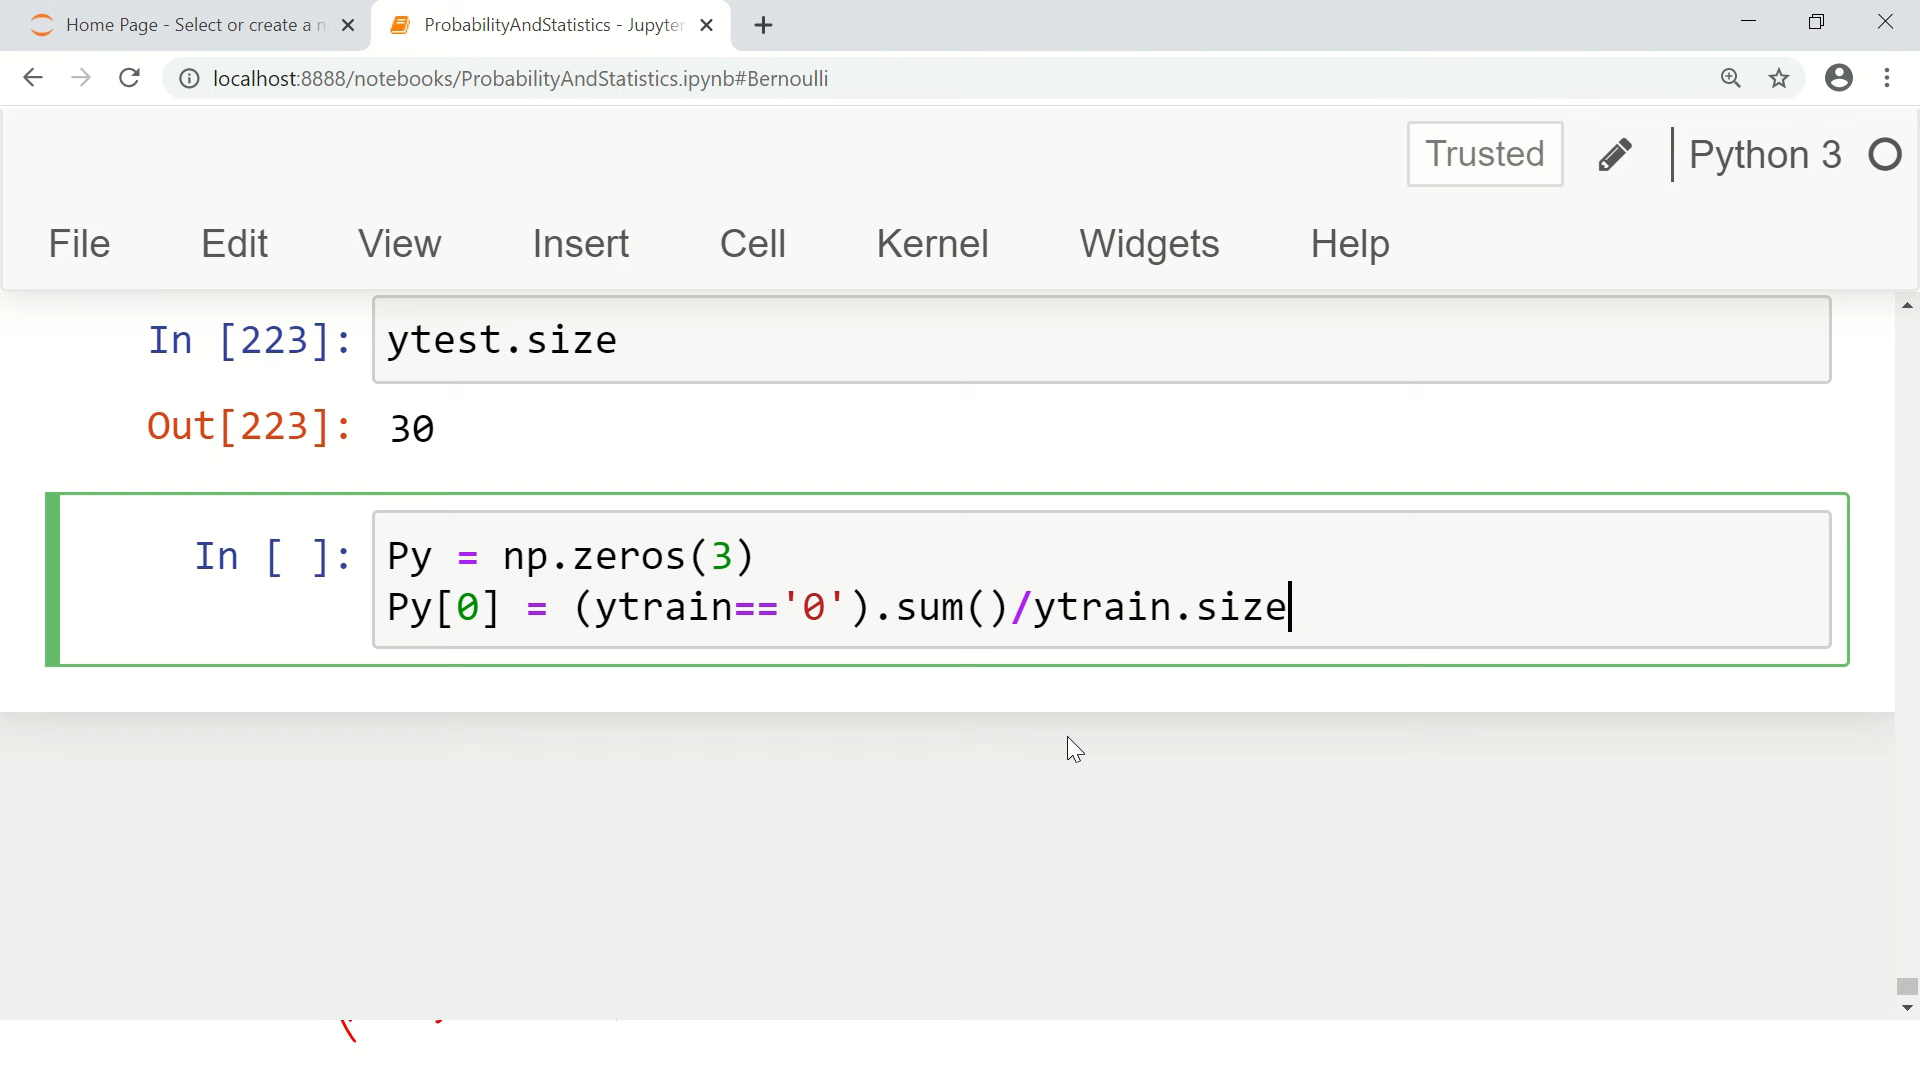 Home Page - Select or create a n
ProbabilityAndStatistics - Jupyter
localhost:8888/notebooks/ProbabilityAndStatistics.ipynb#Bernoulli
Trusted
Python 3
File Edit View Insert Cell Kernel Widgets Help
In [223]: ytest.size
Out[223]: 30
In [ ]: Py = np.zeros(3)
Py[0] = (ytrain=='0').sum()/ytrain.size